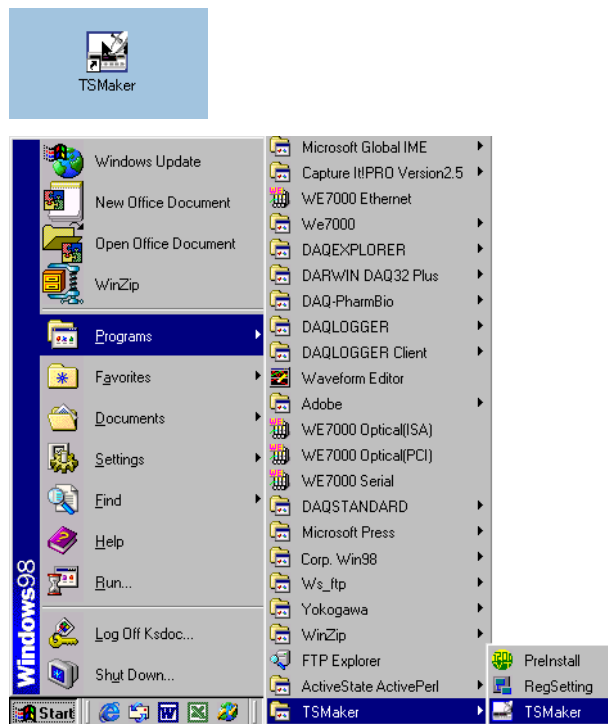 TSMaker
Windows Update
New Office Document
Open Office Document
WinZip
Programs
Favorites
Documents
Settings
Find
Help
Run...
Log Off Ksdoc...
Shut Down...
Windows98
Start
Microsoft Global IME
Capture It!PRO Version2.5
WE7000 Ethernet
We7000
DAQEXPLORER
DARWIN DAQ32 Plus
DAQ-PharmBio
DAQLOGGER
DAQLOGGER Client
Waveform Editor
Adobe
WE7000 Optical(ISA)
WE7000 Optical(PCI)
WE7000 Serial
DAQSTANDARD
Microsoft Press
Corp. Win98
Ws_ftp
Yokogawa
WinZip
FTP Explorer
ActiveState ActivePerl
TSMaker
PreInstall
RegSetting
TSMaker